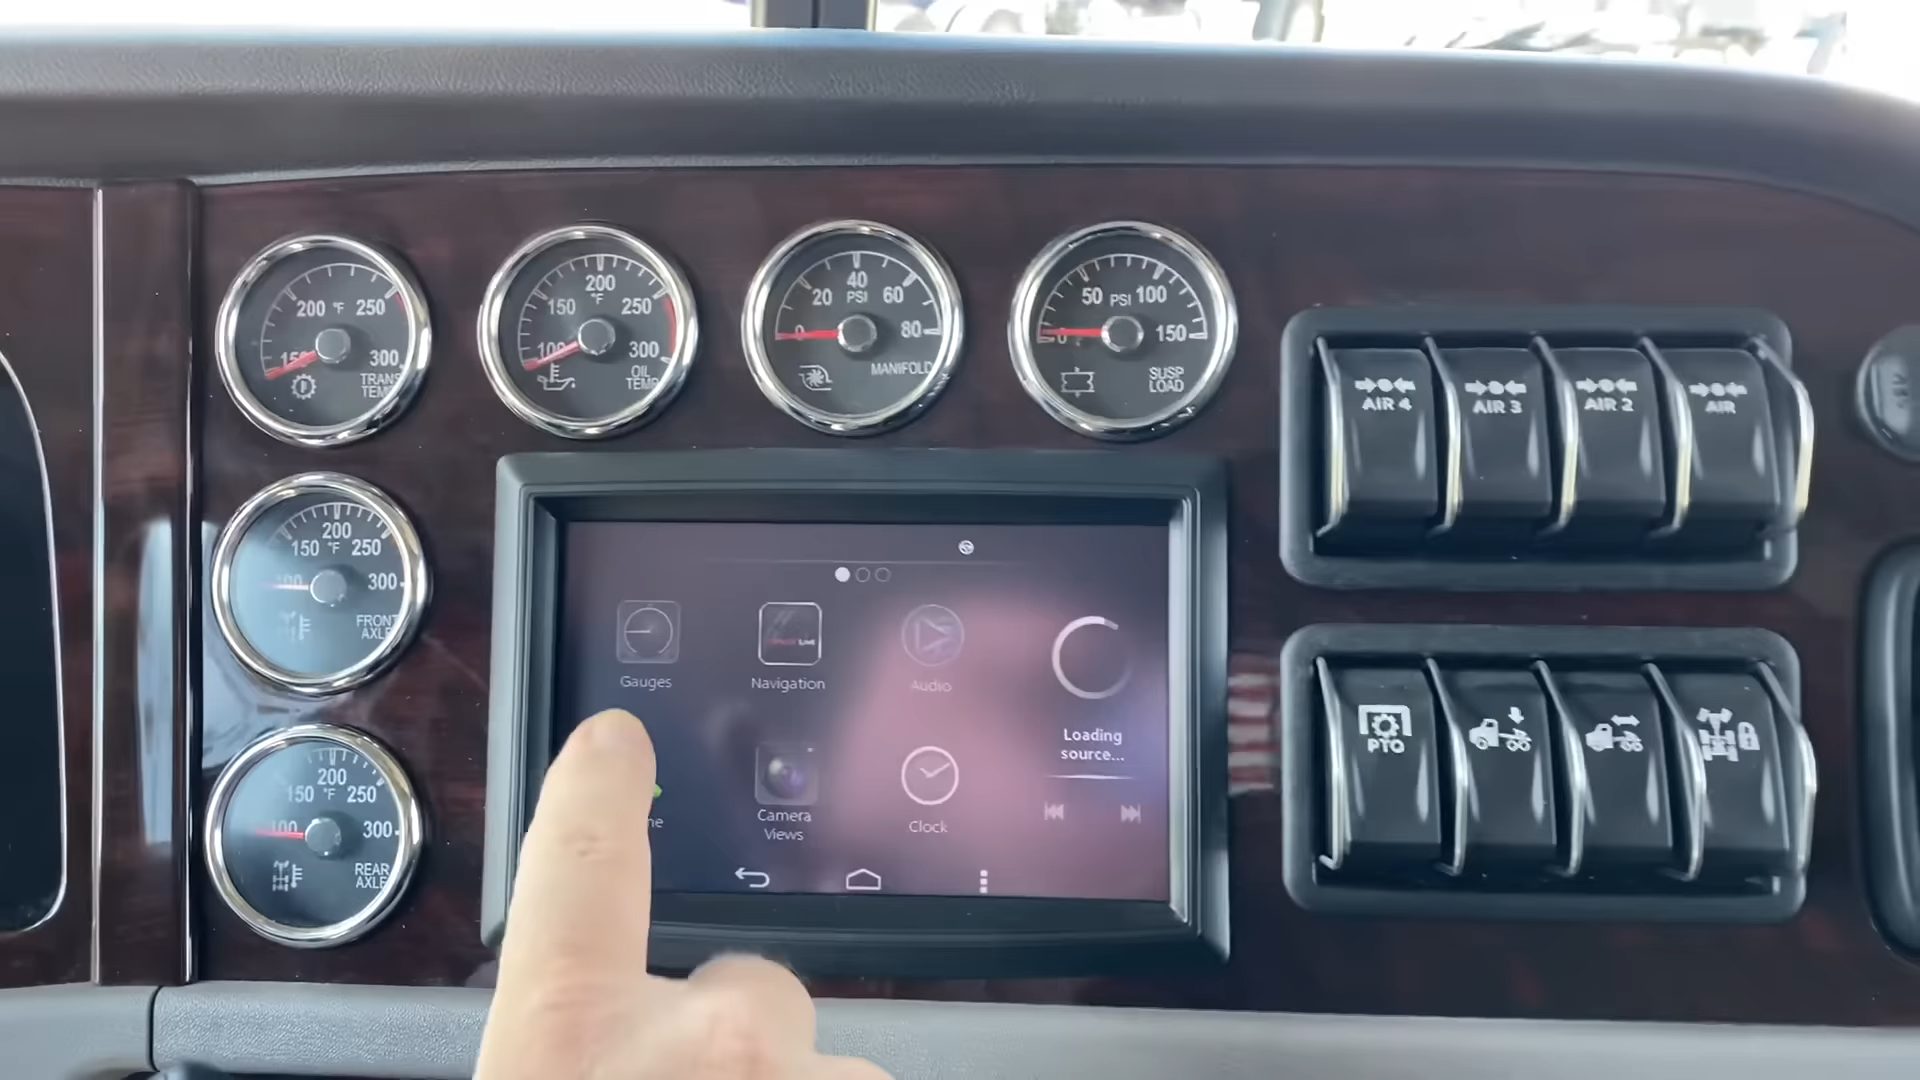 200 °F 250
150 300
TRANS
TEMP
200
150 °F 250
100 300
OIL
TEMP
40
20 PSI 60
0 80
MANIFOLD
50 PSI 100
0 150
SUSP
LOAD
AIR 4
AIR 3
AIR 2
AIR
200
150 °F 250
100 300
FRONT
AXLE
200
150 °F 250
100 300
REAR
AXLE
Gauges
Navigation
Audio
Loading
source...
Camera
Views
Clock
PTO